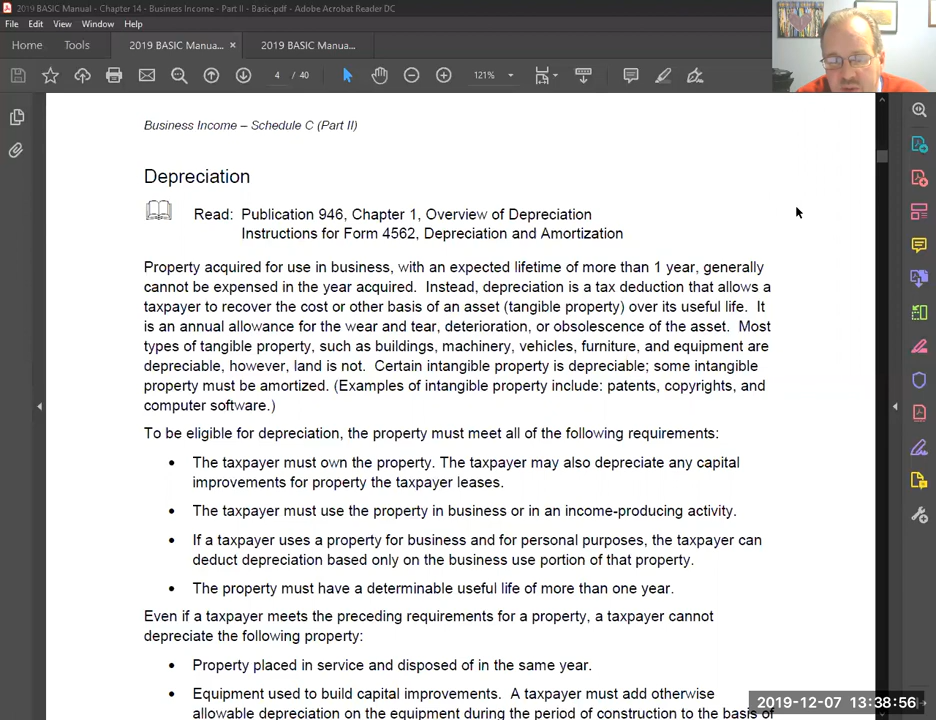 2019 BASIC Manual - Chapter 14 - Business Income - Part II - Basic.pdf - Adobe Acrobat Reader DC
File Edit View Window Help
Home Tools 2019 BASIC Manua... × 2019 BASIC Manua...
4 / 40 121%
Business Income – Schedule C (Part II)
Depreciation
Read: Publication 946, Chapter 1, Overview of Depreciation
Instructions for Form 4562, Depreciation and Amortization
Property acquired for use in business, with an expected lifetime of more than 1 year, generally
cannot be expensed in the year acquired. Instead, depreciation is a tax deduction that allows a
taxpayer to recover the cost or other basis of an asset (tangible property) over its useful life. It
is an annual allowance for the wear and tear, deterioration, or obsolescence of the asset. Most
types of tangible property, such as buildings, machinery, vehicles, furniture, and equipment are
depreciable, however, land is not. Certain intangible property is depreciable; some intangible
property must be amortized. (Examples of intangible property include: patents, copyrights, and
computer software.)
To be eligible for depreciation, the property must meet all of the following requirements:
• The taxpayer must own the property. The taxpayer may also depreciate any capital
improvements for property the taxpayer leases.
• The taxpayer must use the property in business or in an income-producing activity.
• If a taxpayer uses a property for business and for personal purposes, the taxpayer can
deduct depreciation based only on the business use portion of that property.
• The property must have a determinable useful life of more than one year.
Even if a taxpayer meets the preceding requirements for a property, a taxpayer cannot
depreciate the following property:
• Property placed in service and disposed of in the same year.
• Equipment used to build capital improvements. A taxpayer must add otherwise
allowable depreciation on the equipment during the period of construction to the basis of
2019-12-07 13:38:56